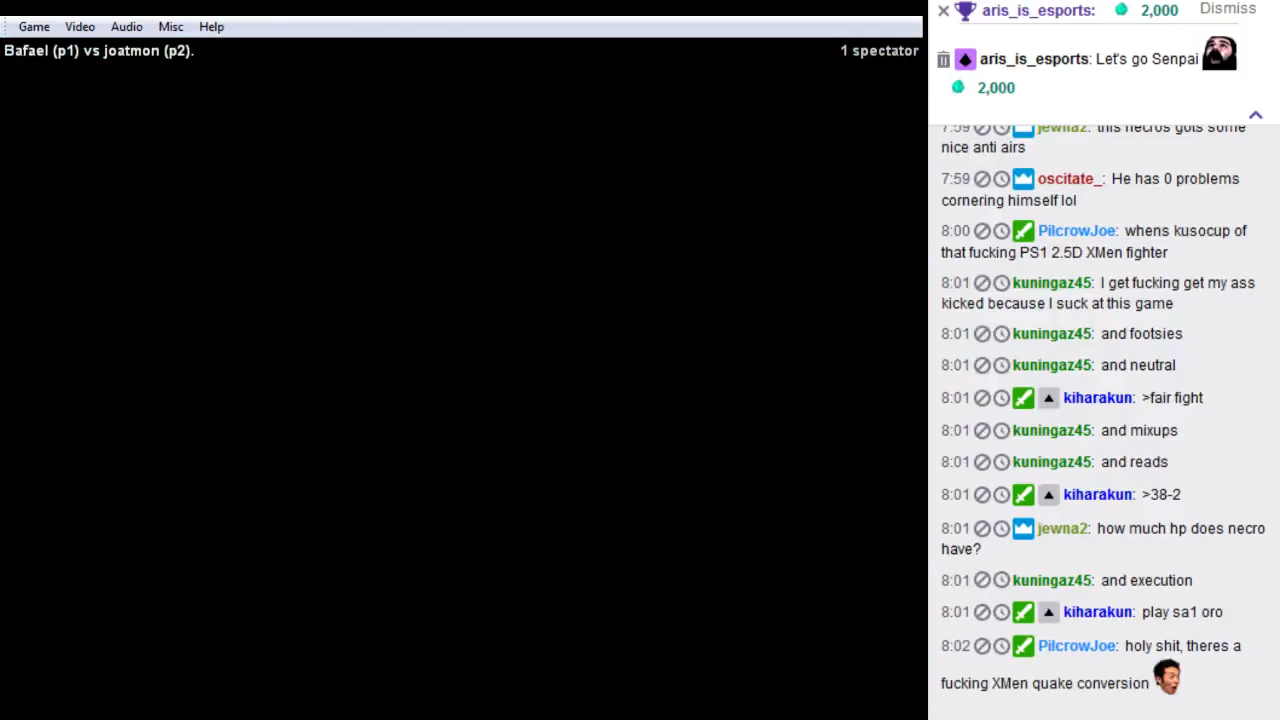 Game Video Audio Misc Help
Bafael (p1) vs joatmon (p2).
1 spectator
aris_is_esports: 2,000 Dismiss
aris_is_esports: Let's go Senpai
2,000
7:59 jewna2: this necros gots some
nice anti airs
7:59 oscitate_: He has 0 problems
cornering himself lol
8:00 PilcrowJoe: whens kusocup of
that fucking PS1 2.5D XMen fighter
8:01 kuningaz45: I get fucking get my ass
kicked because I suck at this game
8:01 kuningaz45: and footsies
8:01 kuningaz45: and neutral
8:01 kiharakun: >fair fight
8:01 kuningaz45: and mixups
8:01 kuningaz45: and reads
8:01 kiharakun: >38-2
8:01 jewna2: how much hp does necro
have?
8:01 kuningaz45: and execution
8:01 kiharakun: play sa1 oro
8:02 PilcrowJoe: holy shit, theres a
fucking XMen quake conversion